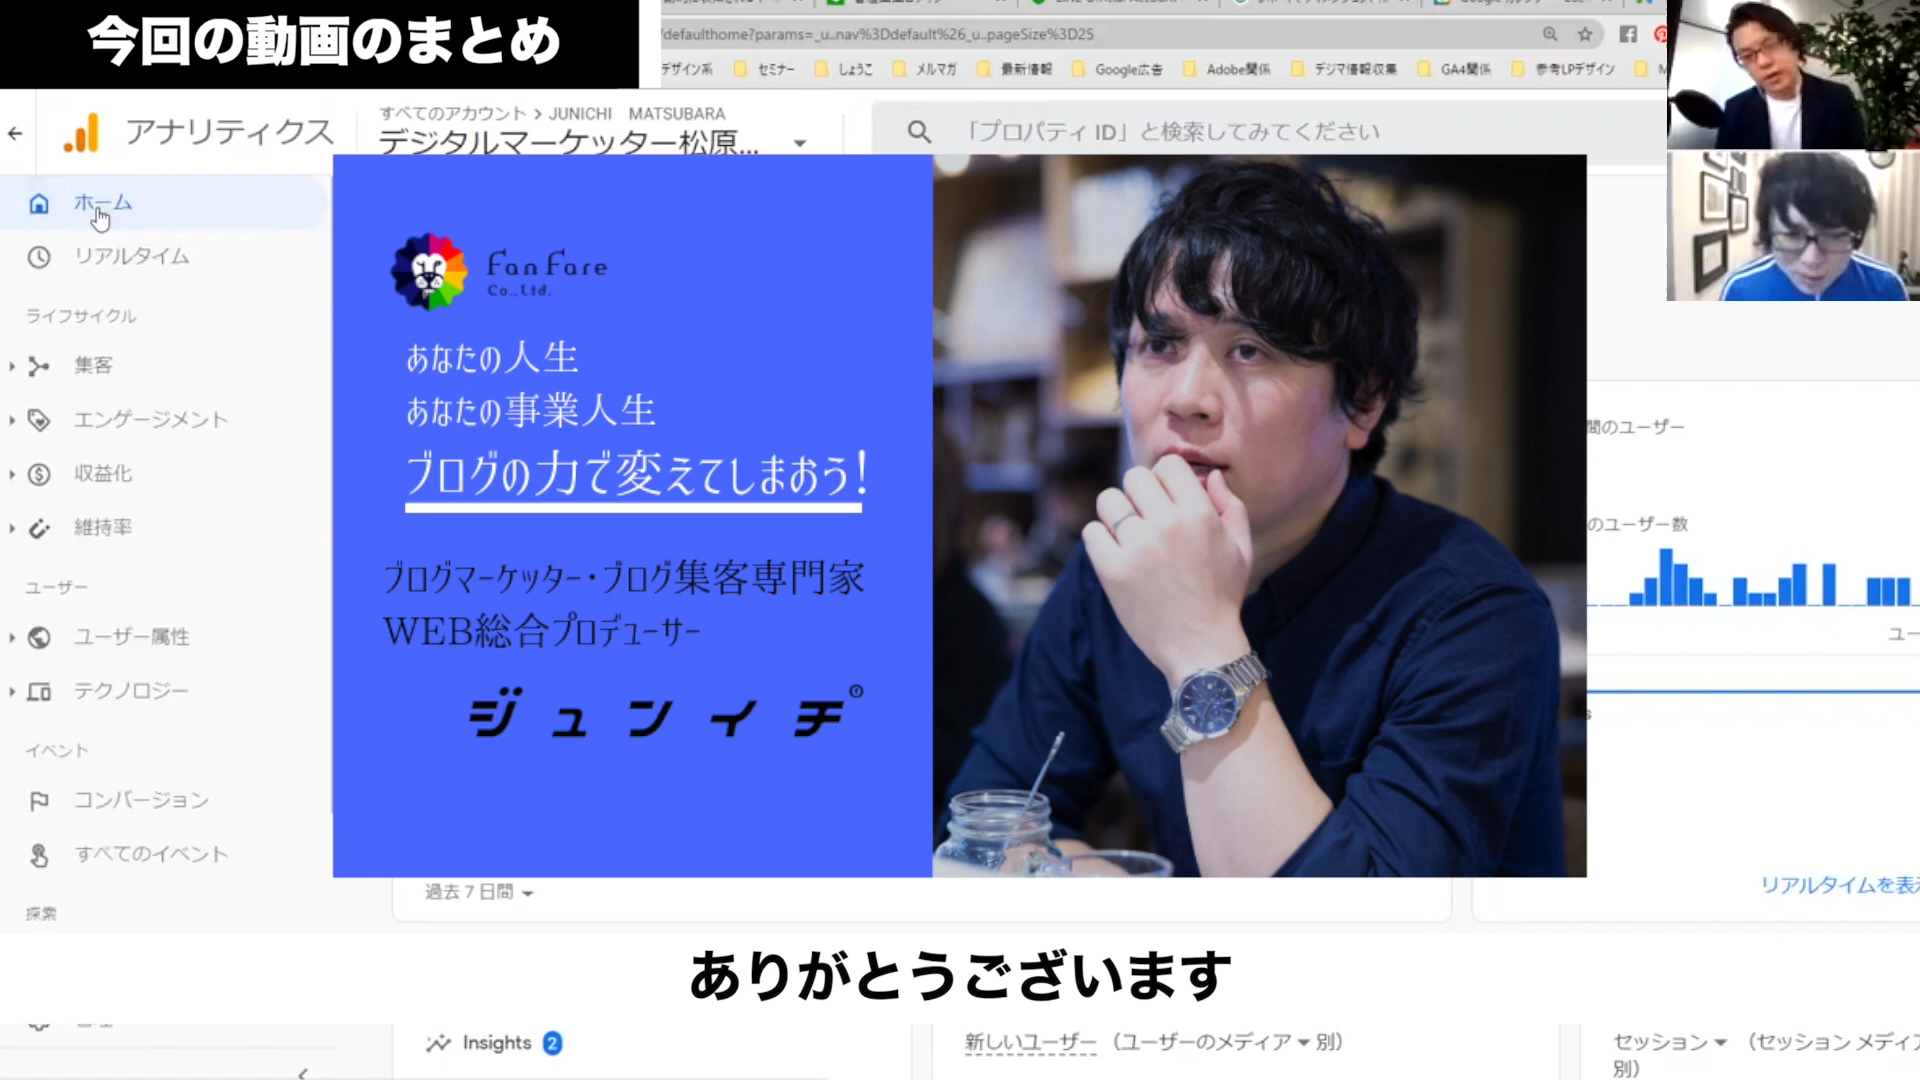 今回の動画のまとめ
defaulthome?params=_u..nav%3Ddefault%26_u..pageSize%3D25
デザイン系 セミナー しょうこ メルマガ 最新情報 Google広告 Adobe関係 デジマ情報収集 GA4関係 参考LPデザイン
アナリティクス
すべてのアカウント > JUNICHI MATSUBARA
デジタルマーケッター松原...
「プロパティ ID」と検索してみてください
ホーム
リアルタイム
ライフサイクル
集客
エンゲージメント
収益化
維持率
ユーザー
ユーザー属性
テクノロジー
イベント
コンバージョン
すべてのイベント
探索
FanFare
Co.,Ltd.
あなたの人生
あなたの事業人生
ブログの力で変えてしまおう!
ブログマーケッター・ブログ集客専門家
WEB総合プロデューサー
ジュンイチ
間のユーザー
のユーザー数
ユー
過去 7 日間
リアルタイムを表示
ありがとうございます
Insights 2
新しいユーザー (ユーザーのメディア 別)
セッション (セッション メディア
別)